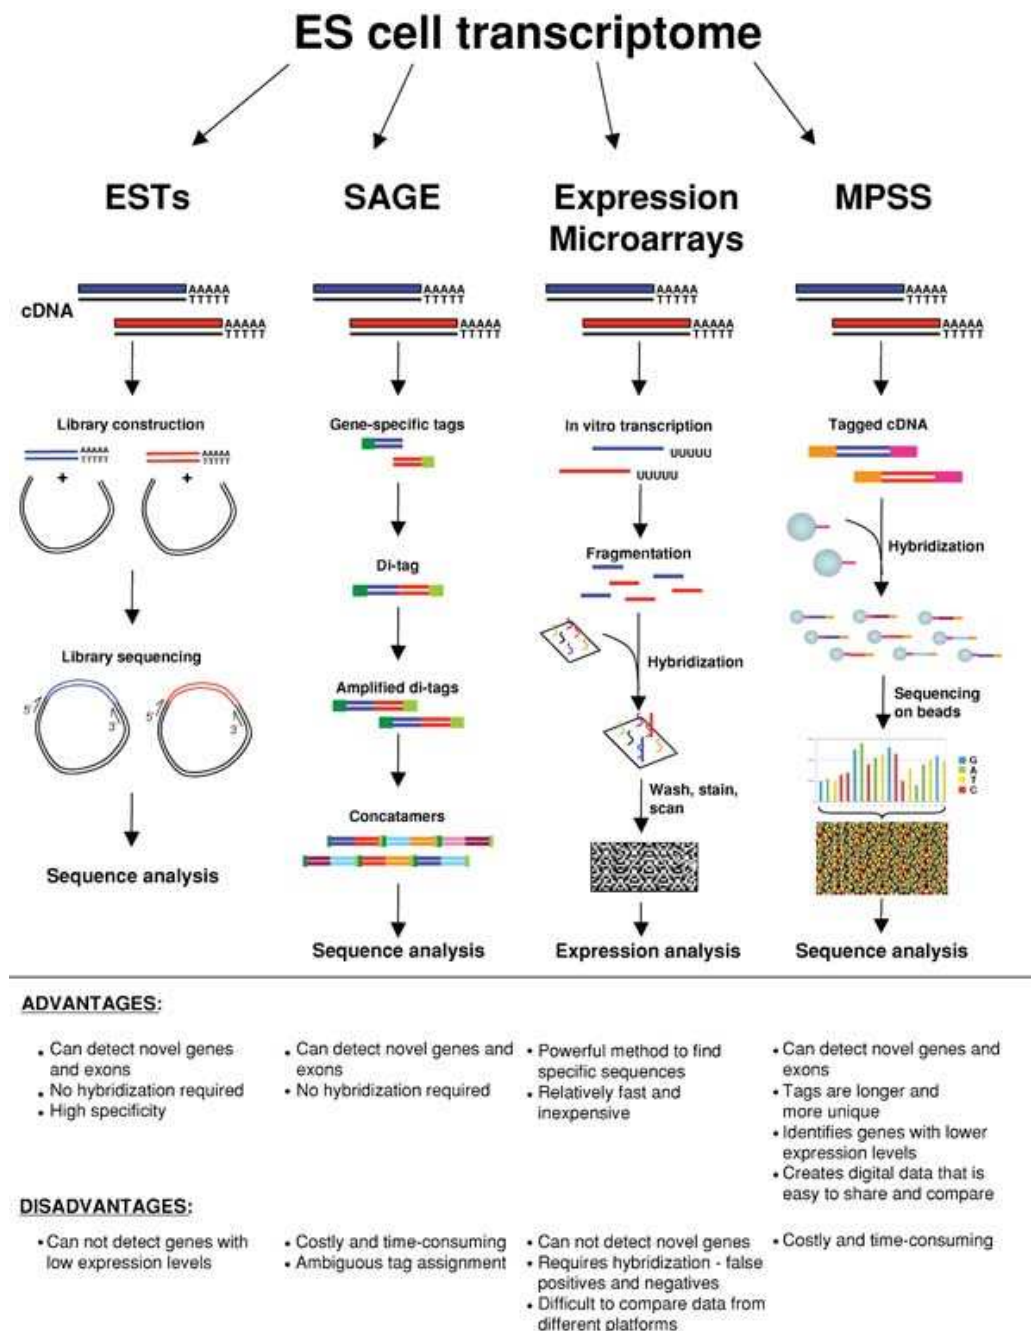 ES cell transcriptome
ESTs
SAGE
Expression
Microarrays
MPSS
cDNA
AAAAA
TTTTT
AAAAA
TTTTT
AAAAA
TTTTT
AAAAA
TTTTT
AAAAA
TTTTT
AAAAA
TTTTT
AAAAA
TTTTT
AAAAA
TTTTT
Library construction
AAAAA
TTTTT
+
AAAAA
TTTTT
+
Library sequencing
5'
3'
5'
3'
Sequence analysis
Gene-specific tags
Di-tag
Amplified di-tags
Concatamers
Sequence analysis
In vitro transcription
UUUUU
UUUUU
Fragmentation
Hybridization
Wash, stain,
scan
Expression analysis
Tagged cDNA
Hybridization
Sequencing
on beads
G
A
T
C
Sequence analysis
ADVANTAGES:
• Can detect novel genes
and exons
• No hybridization required
• High specificity
• Can detect novel genes and
exons
• No hybridization required
• Powerful method to find
specific sequences
• Relatively fast and
inexpensive
• Can detect novel genes and
exons
• Tags are longer and
more unique
• Identifies genes with lower
expression levels
• Creates digital data that is
easy to share and compare
DISADVANTAGES:
• Can not detect genes with
low expression levels
• Costly and time-consuming
• Ambiguous tag assignment
• Can not detect novel genes
• Requires hybridization - false
positives and negatives
• Difficult to compare data from
different platforms
• Costly and time-consuming